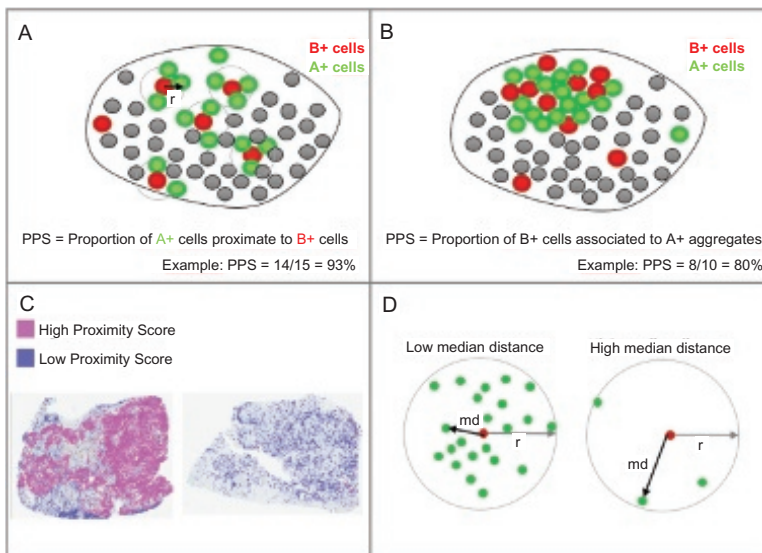 A
B+ cells
A+ cells
r
PPS = Proportion of A+ cells proximate to B+ cells
Example: PPS = 14/15 = 93%
B
B+ cells
A+ cells
PPS = Proportion of B+ cells associated to A+ aggregates
Example: PPS = 8/10 = 80%
C
High Proximity Score
Low Proximity Score
D
Low median distance
md
r
High median distance
r
md